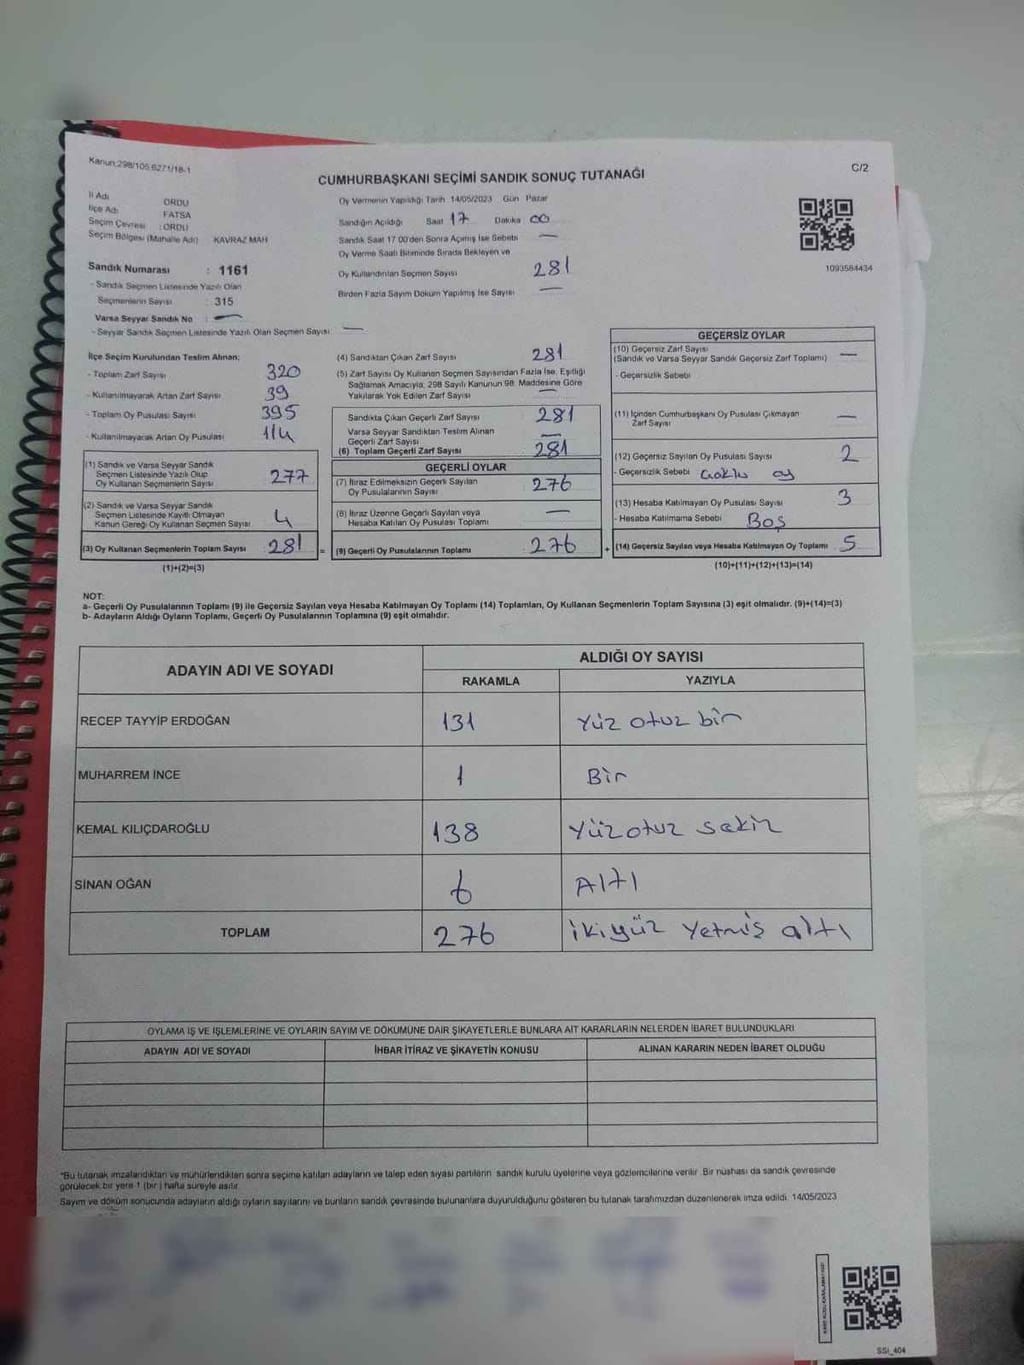 Kanun:298/105,6271/18-1
C/2
CUMHURBAŞKANI SEÇİMİ SANDIK SONUÇ TUTANAĞI
İl Adı ORDU
İlçe Adı FATSA
Seçim Çevresi : ORDU
Seçim Bölgesi (Mahalle Adı) KAVRAZ MAH
Sandık Numarası : 1161
- Sandık Seçmen Listesinde Yazılı Olan
Seçmenlerin Sayısı : 315
Varsa Seyyar Sandık No : —
- Seyyar Sandık Seçmen Listesinde Yazılı Olan Seçmen Sayısı —
Oy Vermenin Yapıldığı Tarih 14/05/2023 Gün Pazar
Sandığın Açıldığı Saat 17 Dakika 00
Sandık Saat 17 00'den Sonra Açılmış İse Sebebi —
Oy Verme Saati Bitiminde Sırada Bekleyen ve
Oy Kullandırılan Seçmen Sayısı 281
Birden Fazla Sayım Döküm Yapılmış İse Sayısı —
1093584434
İlçe Seçim Kurulundan Teslim Alınan;
- Toplam Zarf Sayısı 320
- Kullanılmayarak Artan Zarf Sayısı 39
- Toplam Oy Pusulası Sayısı 395
- Kullanılmayarak Artan Oy Pusulası 114
(1) Sandık ve Varsa Seyyar Sandık
Seçmen Listesinde Yazılı Olup
Oy Kullanan Seçmenlerin Sayısı 277
(2) Sandık ve Varsa Seyyar Sandık
Seçmen Listesinde Kayıtlı Olmayan
Kanun Gereği Oy Kullanan Seçmen Sayısı 4
(3) Oy Kullanan Seçmenlerin Toplam Sayısı 281
(1)+(2)=(3)
(4) Sandıktan Çıkan Zarf Sayısı 281
(5) Zarf Sayısı Oy Kullanan Seçmen Sayısından Fazla İse, Eşitliği
Sağlamak Amacıyla; 298 Sayılı Kanunun 98. Maddesine Göre
Yakılarak Yok Edilen Zarf Sayısı —
Sandıkta Çıkan Geçerli Zarf Sayısı 281
Varsa Seyyar Sandıktan Teslim Alınan
Geçerli Zarf Sayısı —
(6) Toplam Geçerli Zarf Sayısı 281
GEÇERLİ OYLAR
(7) İtiraz Edilmeksizin Geçerli Sayılan
Oy Pusulalarının Sayısı 276
(8) İtiraz Üzerine Geçerli Sayılan veya
Hesaba Katılan Oy Pusulası Toplamı —
= (9) Geçerli Oy Pusulalarının Toplamı 276
GEÇERSİZ OYLAR
(10) Geçersiz Zarf Sayısı
(Sandık ve Varsa Seyyar Sandık Geçersiz Zarf Toplamı) —
- Geçersizlik Sebebi
(11) İçinden Cumhurbaşkanı Oy Pusulası Çıkmayan
Zarf Sayısı —
(12) Geçersiz Sayılan Oy Pusulası Sayısı 2
- Geçersizlik Sebebi Çoklu oy
(13) Hesaba Katılmayan Oy Pusulası Sayısı 3
- Hesaba Katılmama Sebebi Boş
+ (14) Geçersiz Sayılan veya Hesaba Katılmayan Oy Toplamı 5
(10)+(11)+(12)+(13)=(14)
NOT:
a- Geçerli Oy Pusulalarının Toplamı (9) ile Geçersiz Sayılan veya Hesaba Katılmayan Oy Toplamı (14) Toplamları, Oy Kullanan Seçmenlerin Toplam Sayısına (3) eşit olmalıdır. (9)+(14)=(3)
b- Adayların Aldığı Oyların Toplamı, Geçerli Oy Pusulalarının Toplamına (9) eşit olmalıdır.
ADAYIN ADI VE SOYADI
ALDIĞI OY SAYISI
RAKAMLA YAZIYLA
RECEP TAYYİP ERDOĞAN 131 Yüz otuz bir
MUHARREM İNCE 1 Bir
KEMAL KILIÇDAROĞLU 138 Yüz otuz sekiz
SİNAN OĞAN 6 Altı
TOPLAM 276 ikiyüz Yetmiş altı
OYLAMA İŞ VE İŞLEMLERİNE VE OYLARIN SAYIM VE DÖKÜMÜNE DAİR ŞİKAYETLERLE BUNLARA AİT KARARLARIN NELERDEN İBARET BULUNDUKLARI
ADAYIN ADI VE SOYADI İHBAR İTİRAZ VE ŞİKAYETİN KONUSU ALINAN KARARIN NEDEN İBARET OLDUĞU
*Bu tutanak imzalandıktan ve mühürlendikten sonra seçime katılan adayların ve talep eden siyasi partilerin sandık kurulu üyelerine veya gözlemcilerine verilir. Bir nüshası da sandık çevresinde
görülecek bir yere 1 (bir) hafta süreyle asılır.
Sayım ve döküm sonucunda adayların aldığı oyların sayılarını ve bunların sandık çevresinde bulunanlara duyurulduğunu gösteren bu tutanak tarafımızdan düzenlenerek imza edildi. 14/05/2023
SSI_404